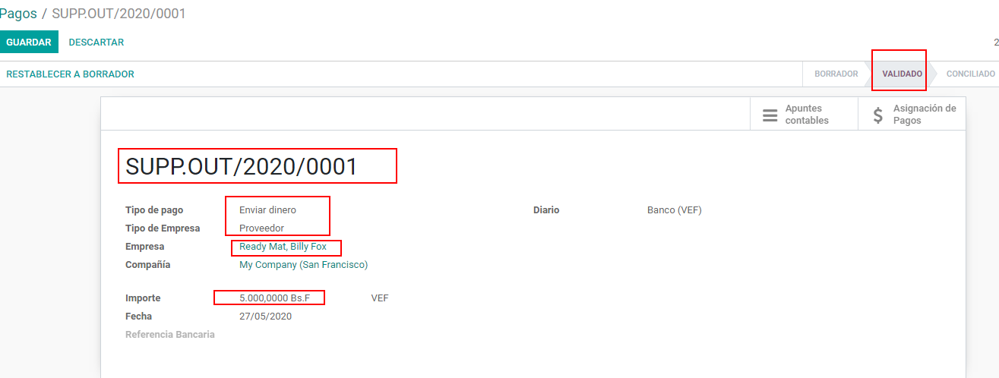 Pagos / SUPP.OUT/2020/0001
GUARDAR DESCARTAR 2
RESTABLECER A BORRADOR BORRADOR VALIDADO CONCILIADO
Apuntes contables
Asignación de Pagos
SUPP.OUT/2020/0001
Tipo de pago Enviar dinero Diario Banco (VEF)
Tipo de Empresa Proveedor
Empresa Ready Mat, Billy Fox
Compañía My Company (San Francisco)
Importe 5.000,0000 Bs.F VEF
Fecha 27/05/2020
Referencia Bancaria